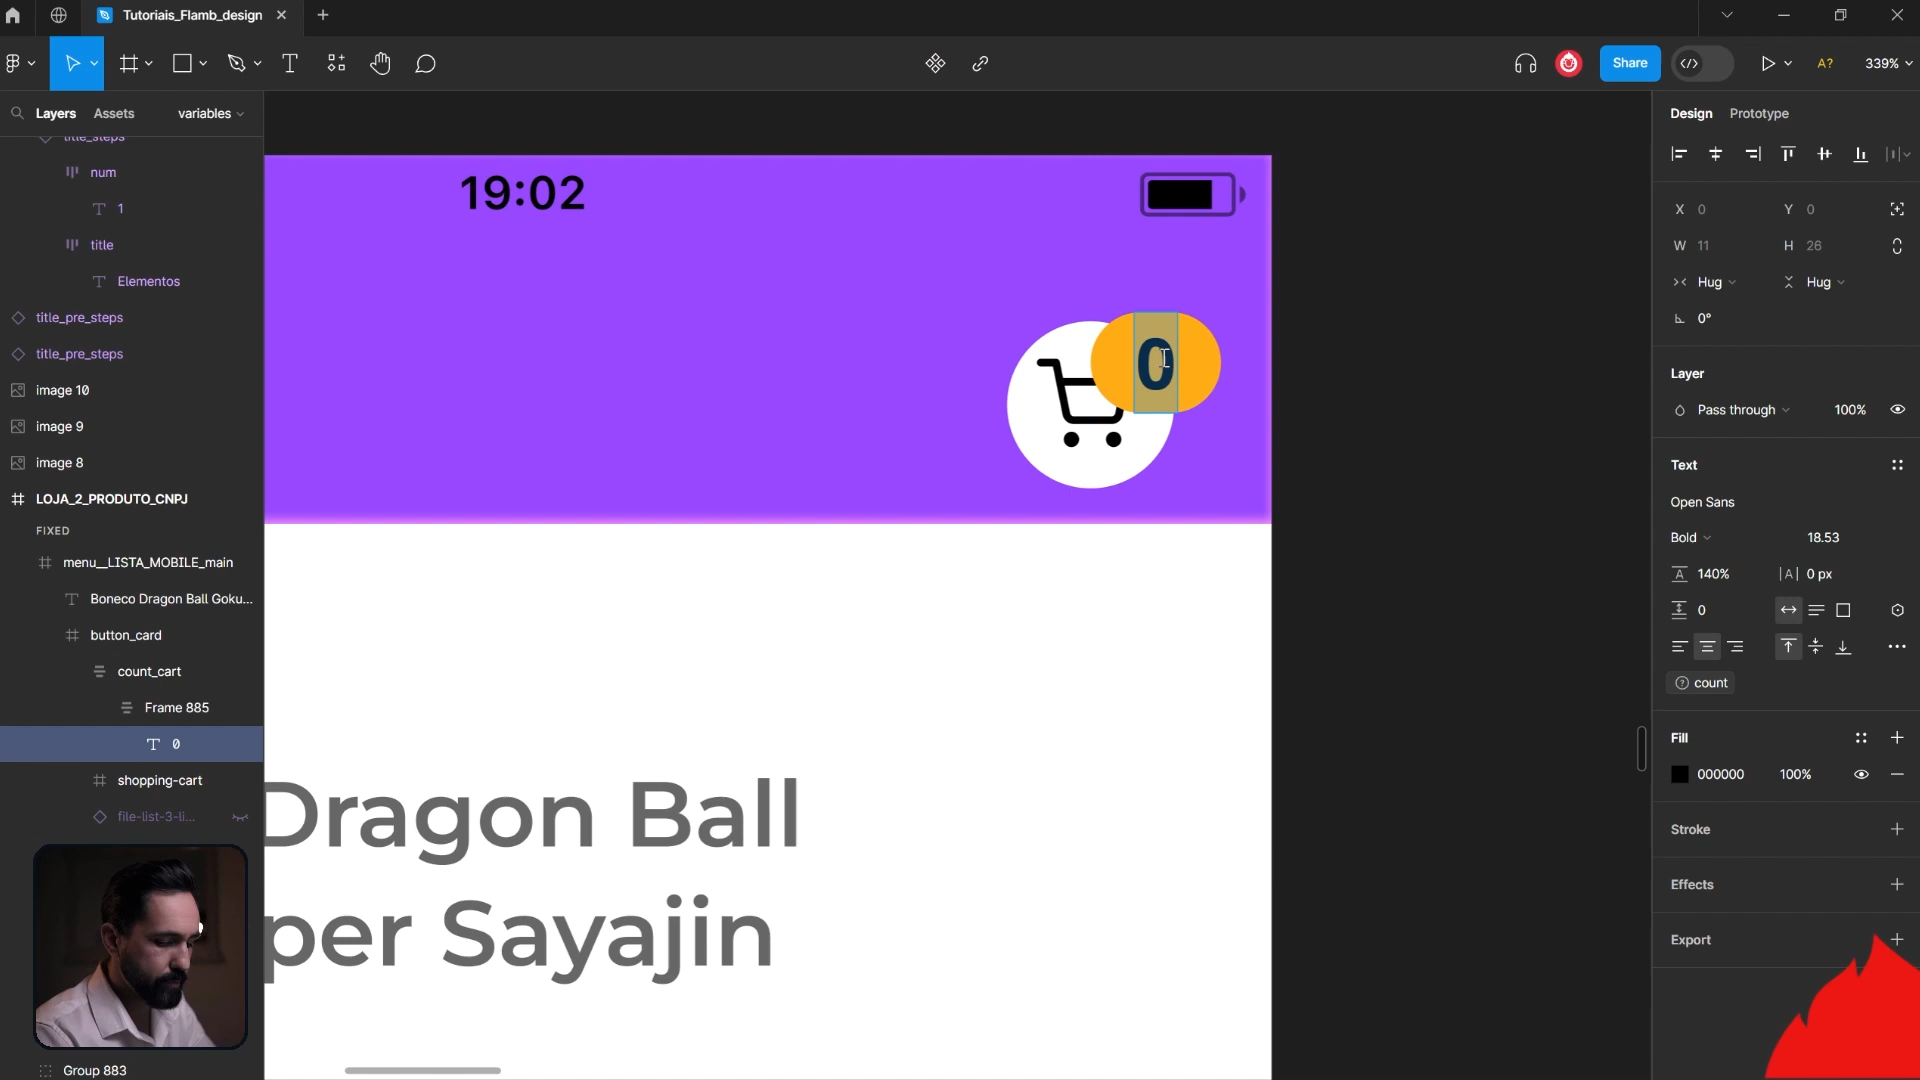 Tutoriais_Flamb_design
Share
A?
339%
Layers
Assets
variables
title_steps
num
1
title
Elementos
title_pre_steps
title_pre_steps
image 10
image 9
image 8
LOJA_2_PRODUTO_CNPJ
FIXED
menu__LISTA_MOBILE_main
Boneco Dragon Ball Goku...
button_card
count_cart
Frame 885
0
shopping-cart
file-list-3-li...
Group 883
19:02
0
Dragon Ball
per Sayajin
Design
Prototype
X 0
Y 0
W 11
H 26
Hug
Hug
0°
Layer
Pass through
100%
Text
Open Sans
Bold
18.53
A 140%
|A| 0 px
0
count
Fill
000000
100%
Stroke
Effects
Export